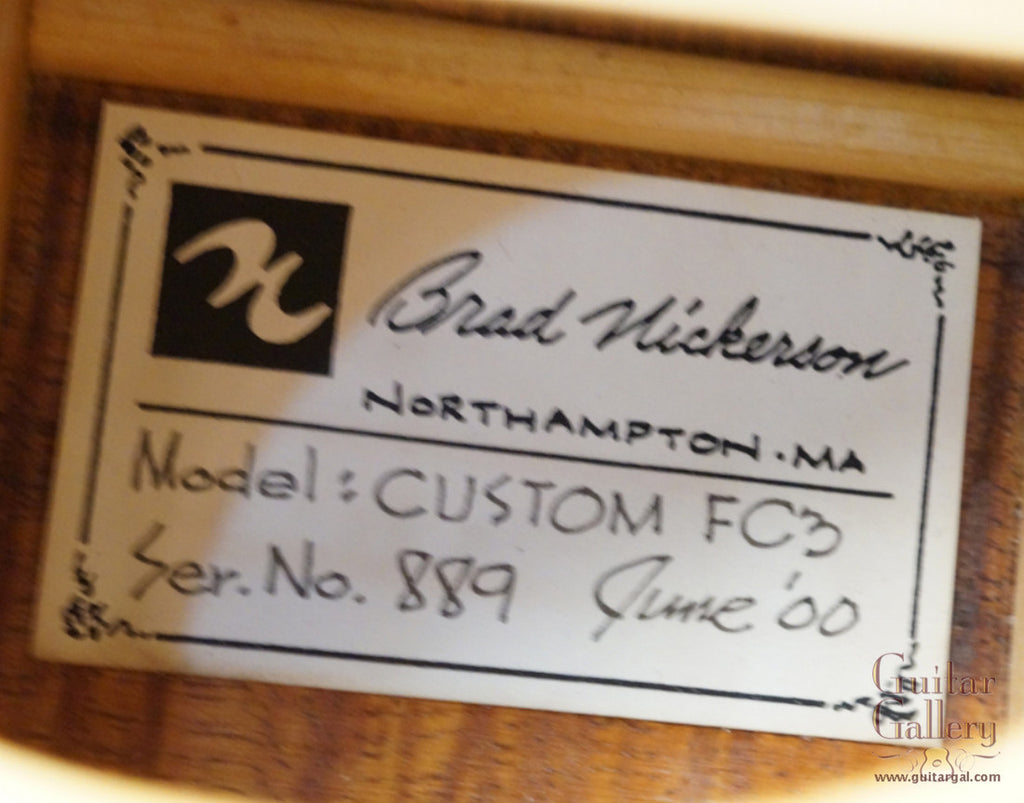 n
Brad Nickerson
NORTHAMPTON. MA
Model: CUSTOM FC3
Ser. No. 889 June '00
Guitar
Gallery
www.guitargal.com